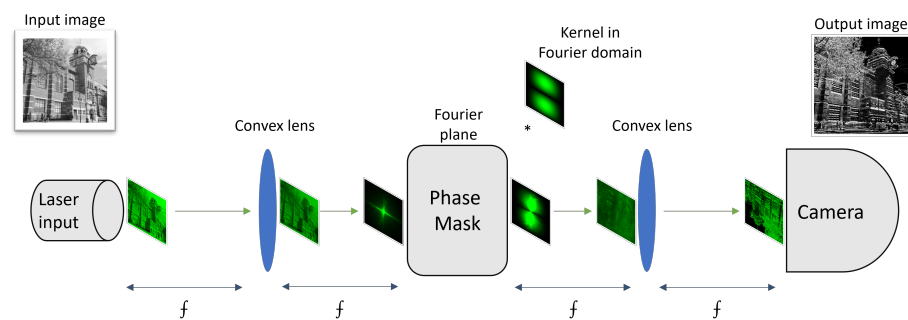 Input image
Output image
Kernel in
Fourier domain
*
Convex lens
Fourier
plane
Convex lens
Laser
input
Phase
Mask
Camera
f
f
f
f